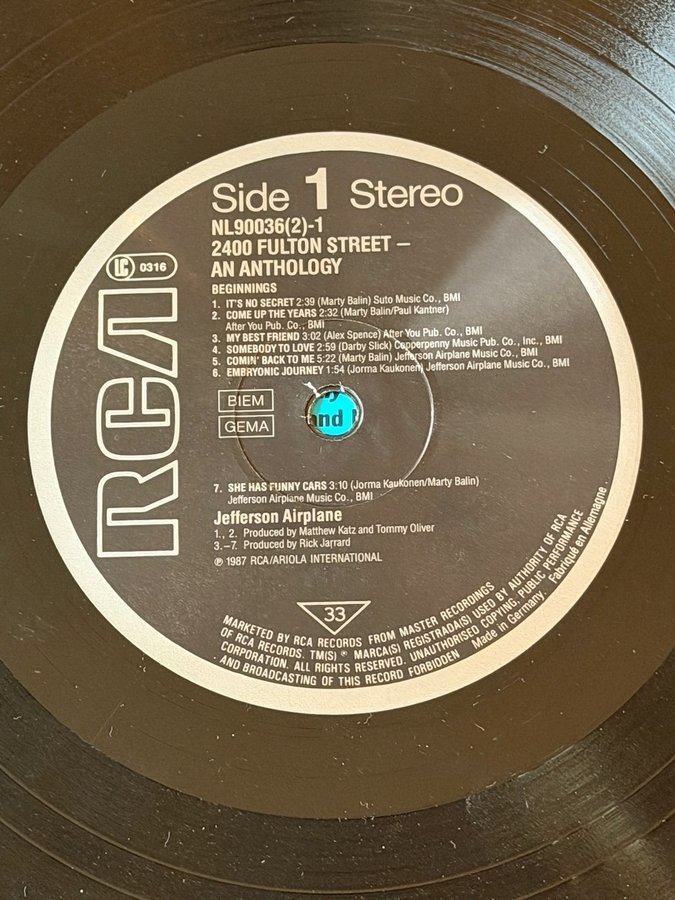 Side 1 Stereo
NL90036(2)-1
2400 FULTON STREET –
AN ANTHOLOGY
LC 0316
RCA
BEGINNINGS
1. IT'S NO SECRET 2:39 (Marty Balin) Suto Music Co., BMI
2. COME UP THE YEARS 2:32 (Marty Balin/Paul Kantner)
After You Pub. Co., BMI
3. MY BEST FRIEND 3:02 (Alex Spence) After You Pub. Co., BMI
4. SOMEBODY TO LOVE 2:59 (Darby Slick) Copperpenny Music Pub. Co., Inc., BMI
5. COMIN' BACK TO ME 5:22 (Marty Balin) Jefferson Airplane Music Co., BMI
6. EMBRYONIC JOURNEY 1:54 (Jorma Kaukonen) Jefferson Airplane Music Co., BMI
BIEM
GEMA
and
7. SHE HAS FUNNY CARS 3:10 (Jorma Kaukonen/Marty Balin)
Jefferson Airplane Music Co., BMI
Jefferson Airplane
1., 2. Produced by Matthew Katz and Tommy Oliver
3.–7. Produced by Rick Jarrard
℗ 1987 RCA/ARIOLA INTERNATIONAL
33
MARKETED BY RCA RECORDS FROM MASTER RECORDINGS
OF RCA RECORDS. TM(S) ® MARCA(S) REGISTRADA(S) USED BY AUTHORITY OF RCA
CORPORATION. ALL RIGHTS RESERVED. UNAUTHORISED COPYING, PUBLIC PERFORMANCE
· AND BROADCASTING OF THIS RECORD FORBIDDEN Made in Germany. Fabriqué en Allemagne ·